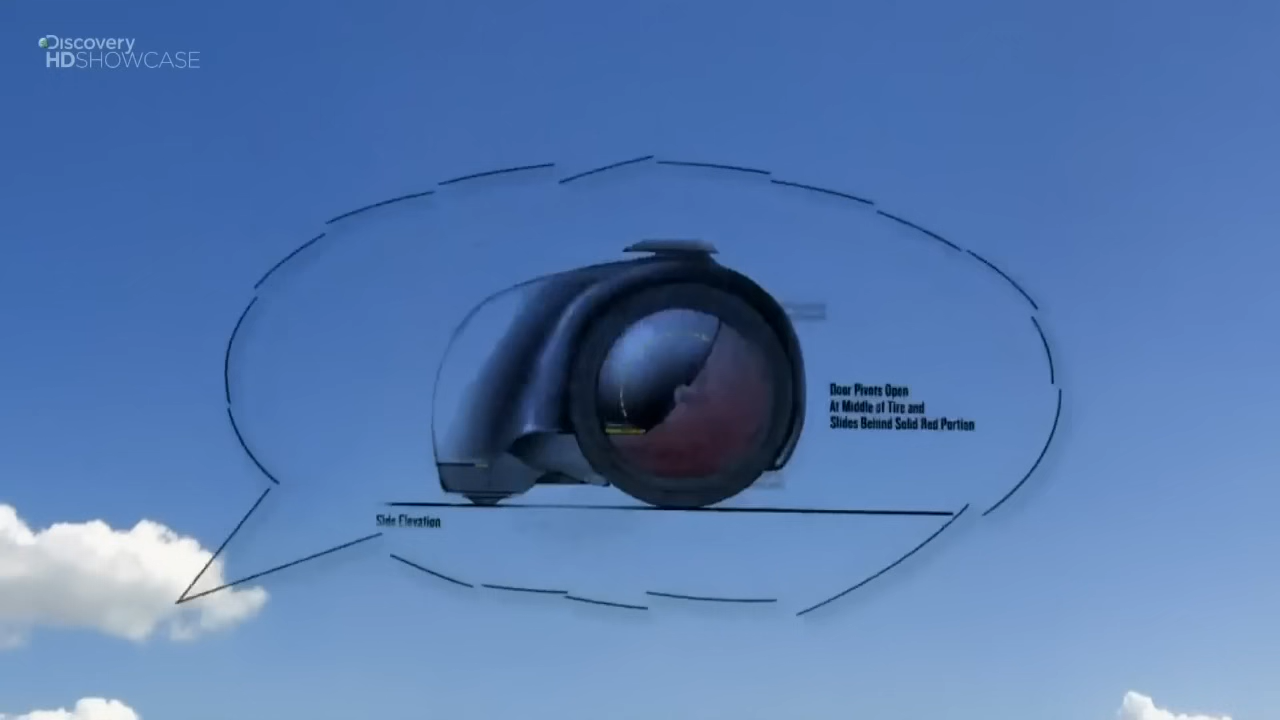 Discovery
HDSHOWCASE
Door Pivots Open
At Middle of Tire and
Slides Behind Solid Red Portion
Side Elevation